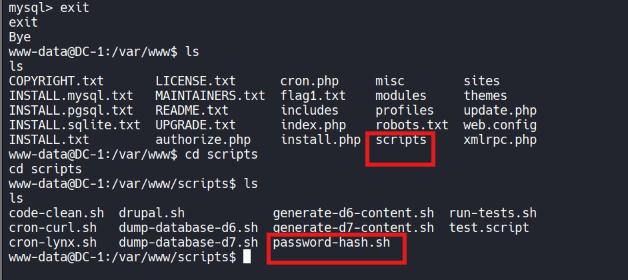 mysql> exit
exit
Bye
www-data@DC-1:/var/www$ ls
ls
COPYRIGHT.txt LICENSE.txt cron.php misc sites
INSTALL.mysql.txt MAINTAINERS.txt flag1.txt modules themes
INSTALL.pgsql.txt README.txt includes profiles update.php
INSTALL.sqlite.txt UPGRADE.txt index.php robots.txt web.config
INSTALL.txt authorize.php install.php scripts xmlrpc.php
www-data@DC-1:/var/www$ cd scripts
cd scripts
www-data@DC-1:/var/www/scripts$ ls
ls
code-clean.sh drupal.sh generate-d6-content.sh run-tests.sh
cron-curl.sh dump-database-d6.sh generate-d7-content.sh test.script
cron-lynx.sh dump-database-d7.sh password-hash.sh
www-data@DC-1:/var/www/scripts$